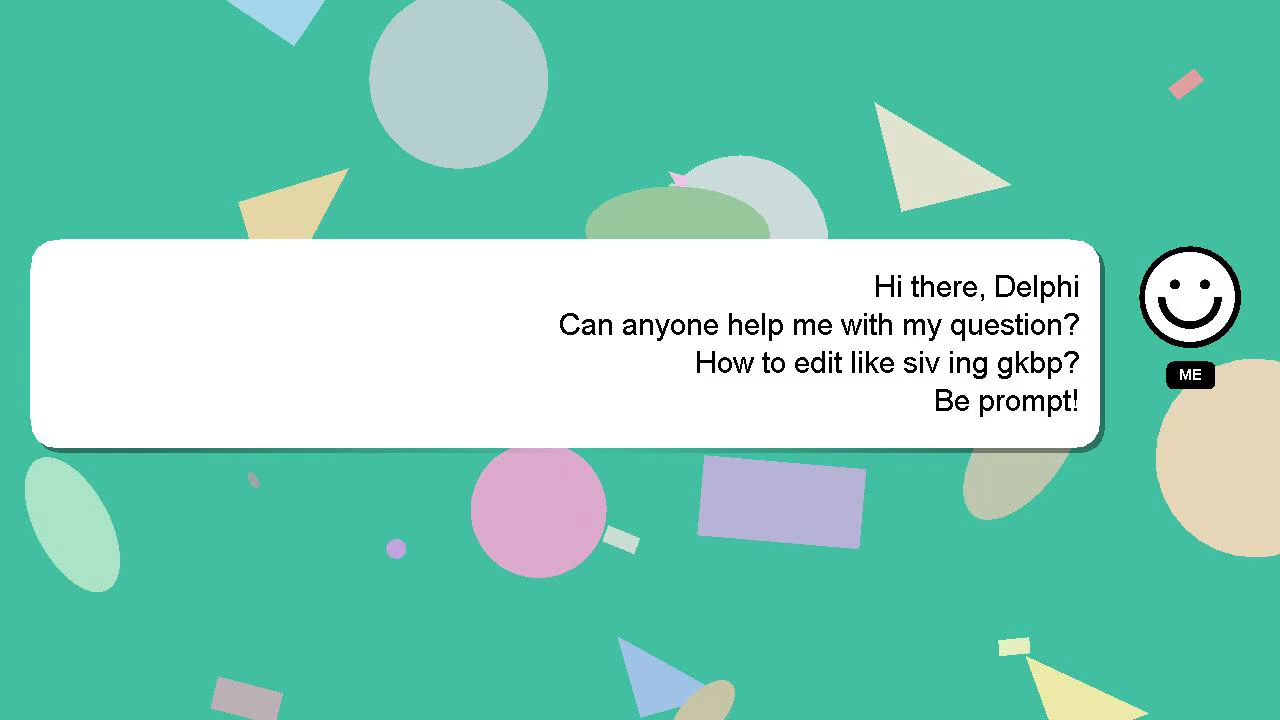 Hi there, Delphi
Can anyone help me with my question?
How to edit like siv ing gkbp?
Be prompt!
ME